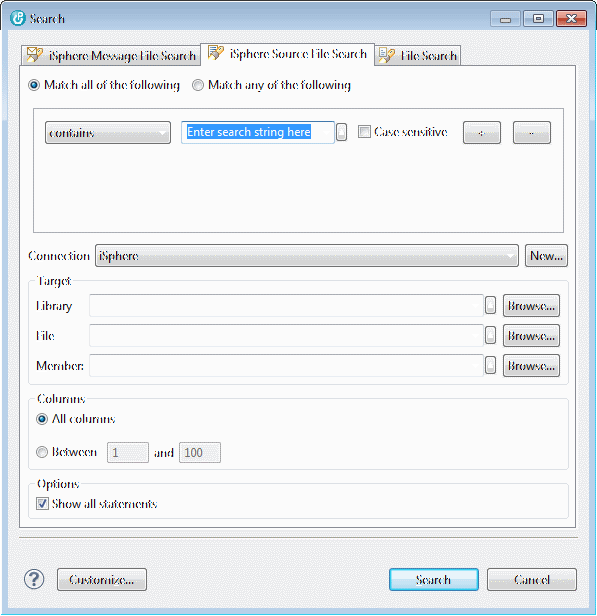 Search
iSphere Message File Search iSphere Source File Search File Search
Match all of the following Match any of the following
contains Enter search string here Case sensitive + -
Connection iSphere New...
Target
Library Browse...
File Browse...
Member: Browse...
Columns
All columns
Between 1 and 100
Options
Show all statements
? Customize... Search Cancel